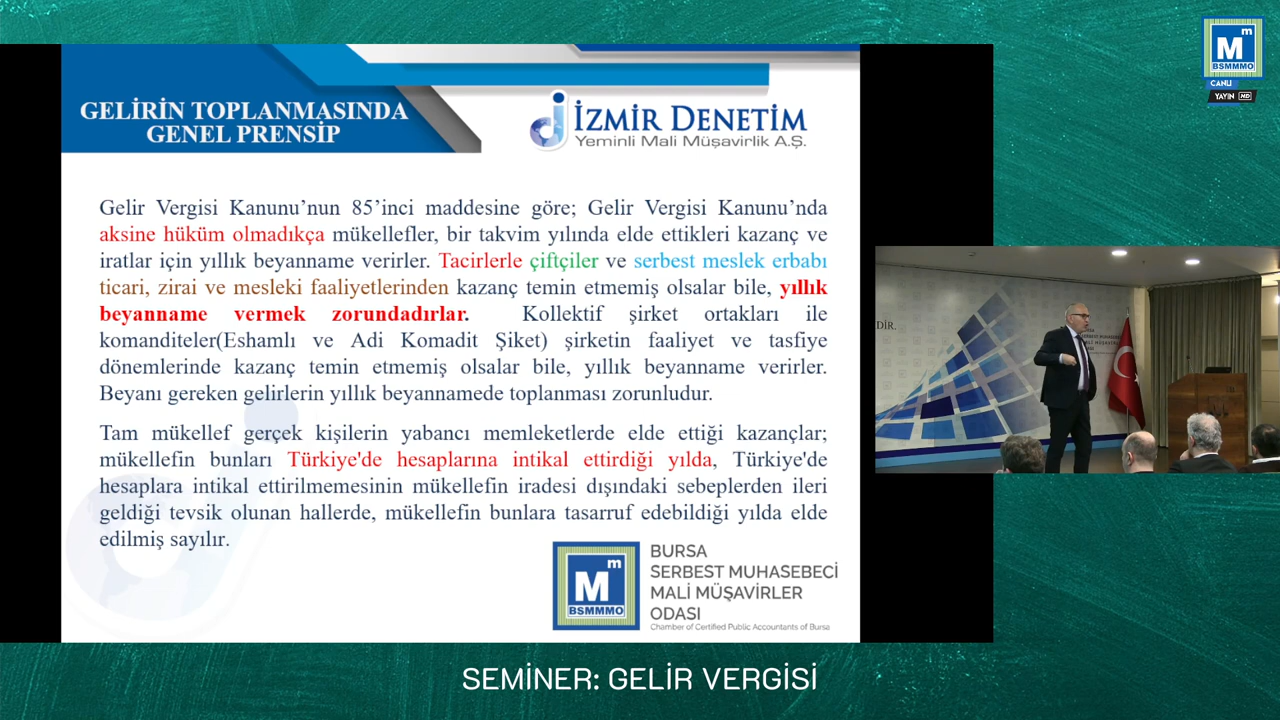 GELİRİN TOPLANMASINDA
GENEL PRENSİP
İZMİR DENETİM
Yeminli Mali Müşavirlik A.Ş.
Gelir Vergisi Kanunu’nun 85’inci maddesine göre; Gelir Vergisi Kanunu’nda
aksine hüküm olmadıkça mükellefler, bir takvim yılında elde ettikleri kazanç ve
iratlar için yıllık beyanname verirler. Tacirlerle çiftçiler ve serbest meslek erbabı
ticari, zirai ve mesleki faaliyetlerinden kazanç temin etmemiş olsalar bile, yıllık
beyanname vermek zorundadırlar. Kollektif şirket ortakları ile
komanditeler(Eshamlı ve Adi Komadit Şiket) şirketin faaliyet ve tasfiye
dönemlerinde kazanç temin etmemiş olsalar bile, yıllık beyanname verirler.
Beyanı gereken gelirlerin yıllık beyannamede toplanması zorunludur.
Tam mükellef gerçek kişilerin yabancı memleketlerde elde ettiği kazançlar;
mükellefin bunları Türkiye'de hesaplarına intikal ettirdiği yılda, Türkiye'de
hesaplara intikal ettirilmemesinin mükellefin iradesi dışındaki sebeplerden ileri
geldiği tevsik olunan hallerde, mükellefin bunlara tasarruf edebildiği yılda elde
edilmiş sayılır.
Mm
BSMMMO
BURSA
SERBEST MUHASEBECİ
MALİ MÜŞAVİRLER
ODASI
Chamber of Certified Public Accountants of Bursa
Mm
BSMMMO
CANLI
YAYIN HD
DİR.
BURSA
SERBEST MUHASEBECİ
MALİ MÜŞAVİRLER
SEMİNER: GELİR VERGİSİ